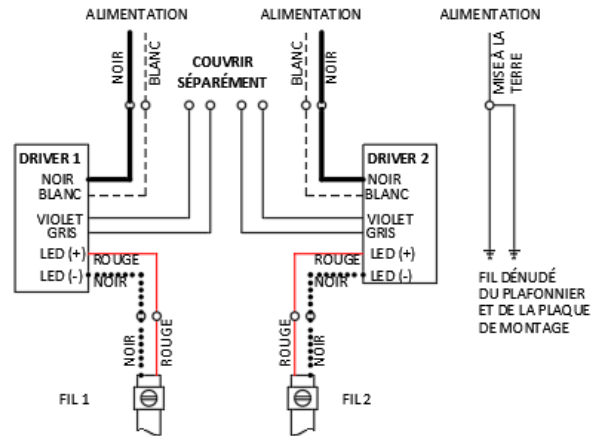 ALIMENTATION
ALIMENTATION
ALIMENTATION
NOIR
BLANC
COUVRIR
SÉPARÉMENT
BLANC
NOIR
MISE À LA
TERRE
DRIVER 1
NOIR
BLANC
VIOLET
GRIS
LED (+)
LED (-)
ROUGE
NOIR
DRIVER 2
NOIR
BLANC
VIOLET
GRIS
LED (+)
LED (-)
ROUGE
NOIR
FIL DÉNUDÉ
DU PLAFONNIER
ET DE LA PLAQUE
DE MONTAGE
NOIR
ROUGE
ROUGE
NOIR
FIL 1
FIL 2